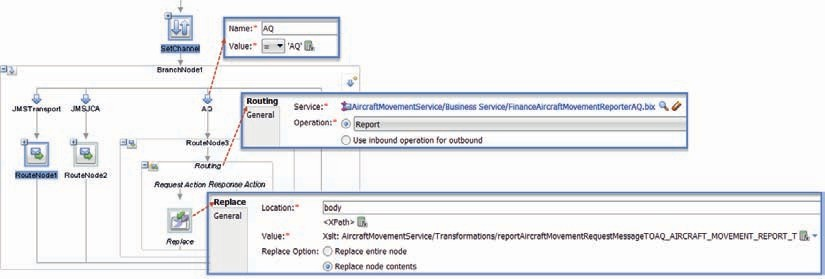 SetChannel
BranchNode1
Name:* AQ
Value:* = 'AQ'
JMSTransport
JMSJCA
AQ
RouteNode1
RouteNode2
RouteNode3
Routing
Request Action Response Action
Replace
Routing
General
Service: AircraftMovementService/Business Service/FinanceAircraftMovementReporterAQ.bix
Operation:* Report
Use inbound operation for outbound
Replace
General
Location:* body
<XPath>
Value:* Xslt: AircraftMovementService/Transformations/reportAircraftMovementRequestMessageTOAQ_AIRCRAFT_MOVEMENT_REPORT_T
Replace Option: Replace entire node
Replace node contents